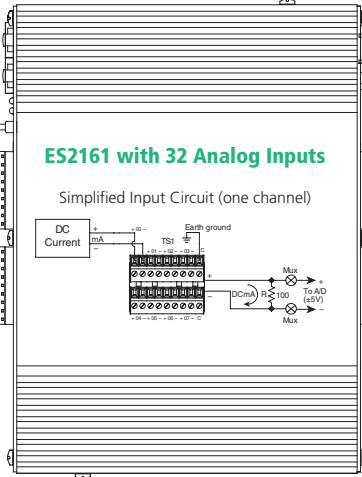 ES2161 with 32 Analog Inputs
Simplified Input Circuit (one channel)
DC
Current
+
mA
−
+ 00 −
TS1
Earth ground
+ 01 − + 02 − + 03 − C
+
−
DCmA
R
100
Mux
+
To A/D
(±5V)
−
Mux
+ 04 − + 05 − + 06 − + 07 − C